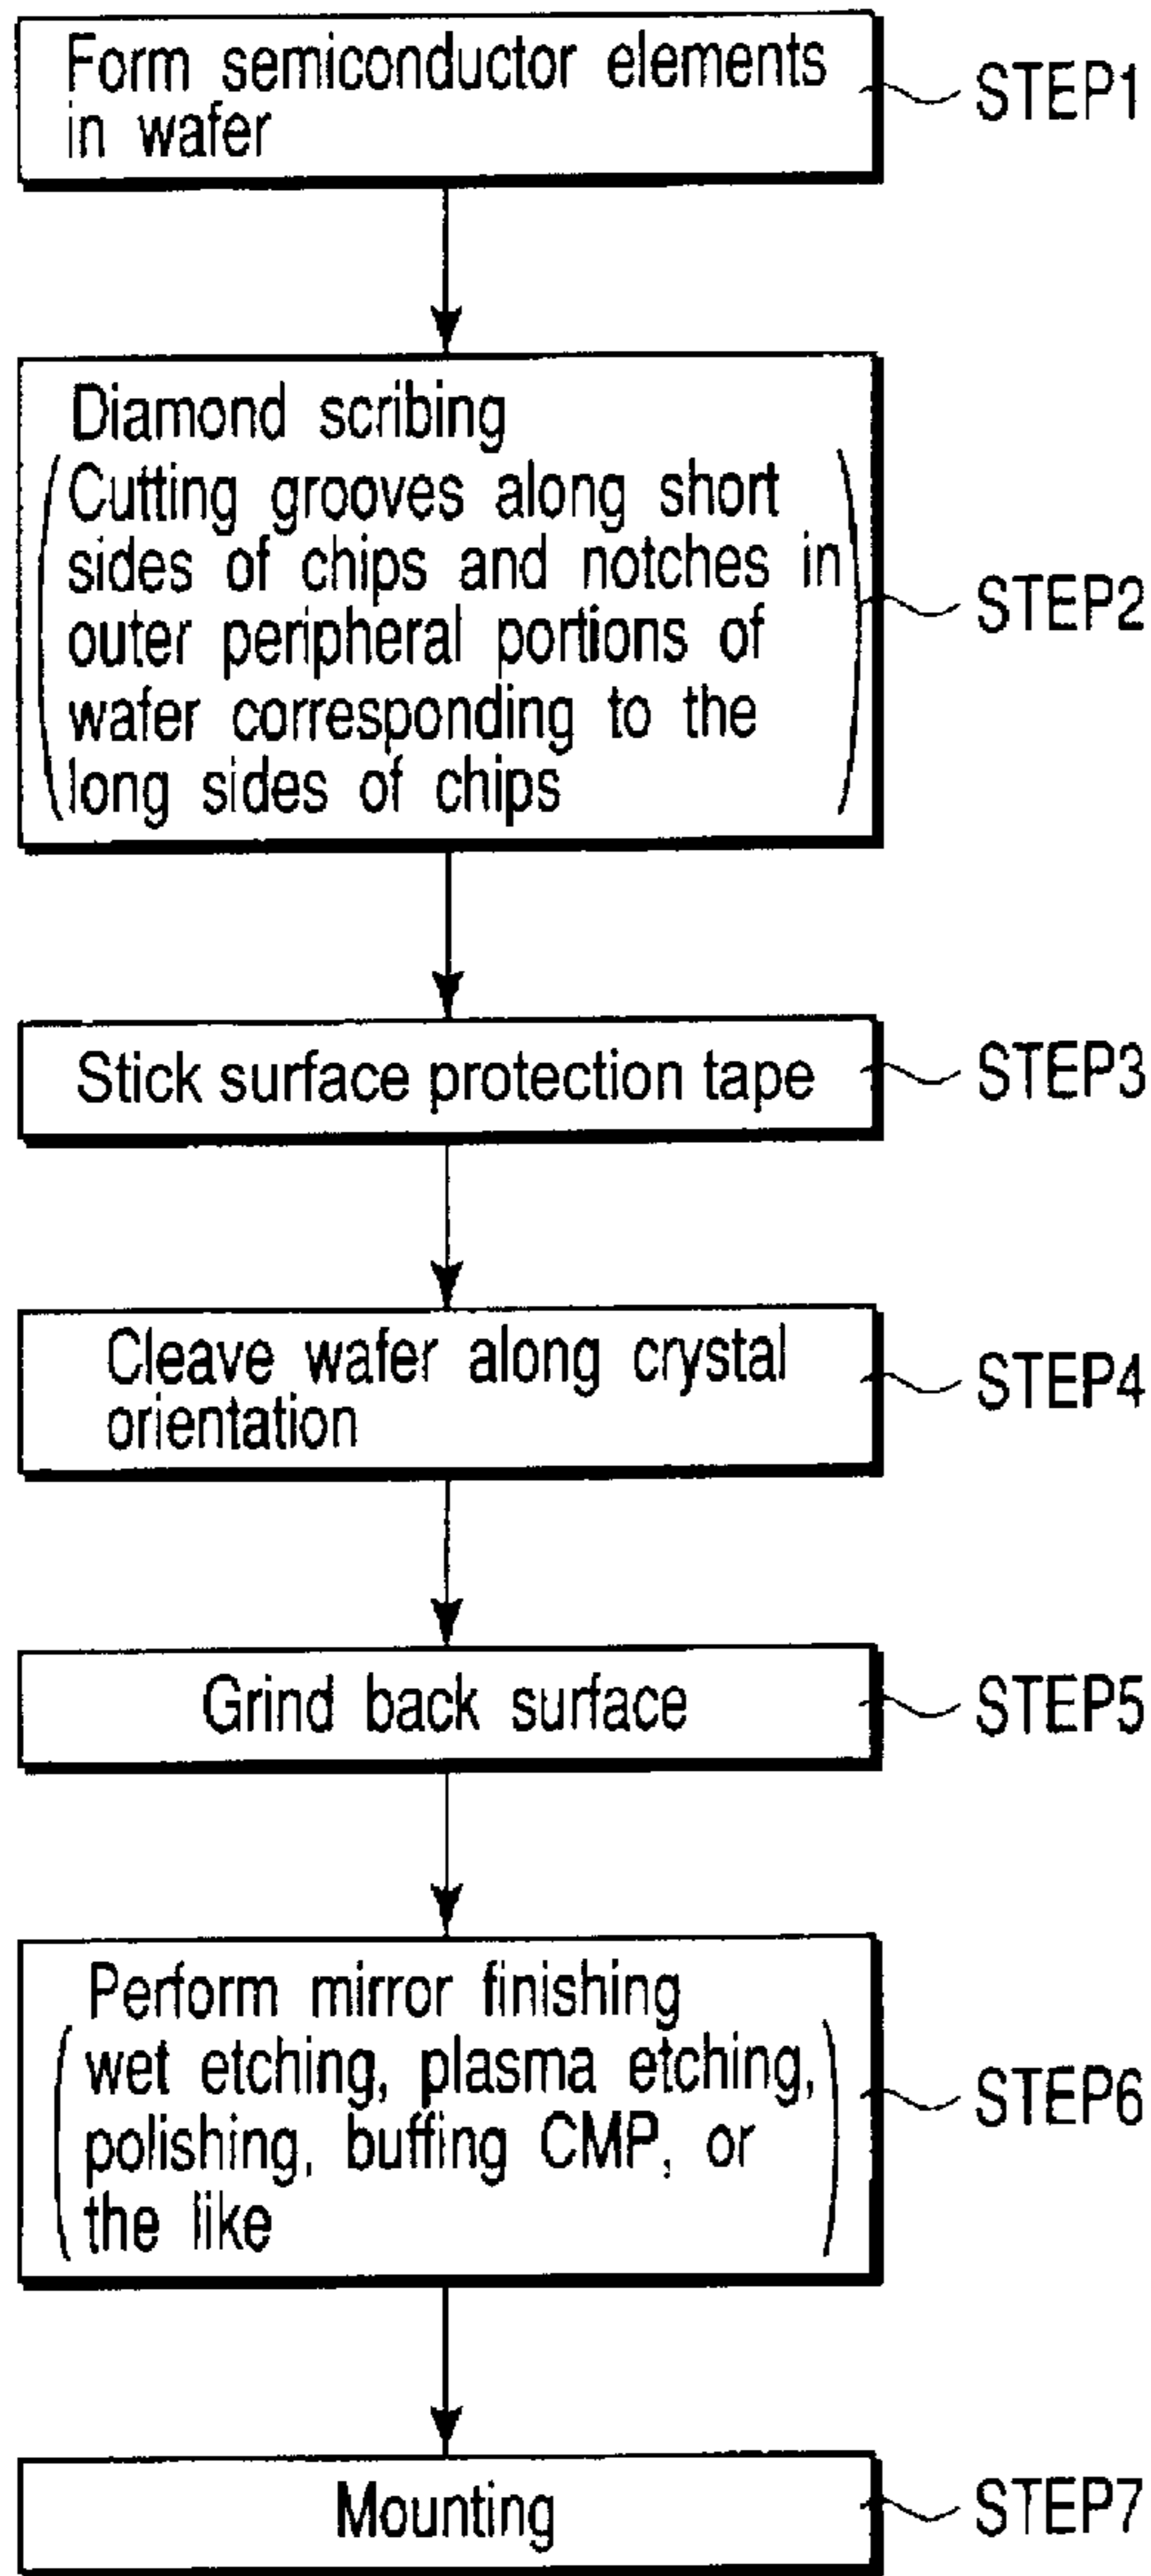 Form semiconductor elements
in wafer
STEP1
Diamond scribing
(Cutting grooves along short
sides of chips and notches in
outer peripheral portions of
wafer corresponding to the
long sides of chips)
STEP2
Stick surface protection tape
STEP3
Cleave wafer along crystal
orientation
STEP4
Grind back surface
STEP5
Perform mirror finishing
(wet etching, plasma etching,
polishing, buffing CMP, or
the like)
STEP6
Mounting
STEP7